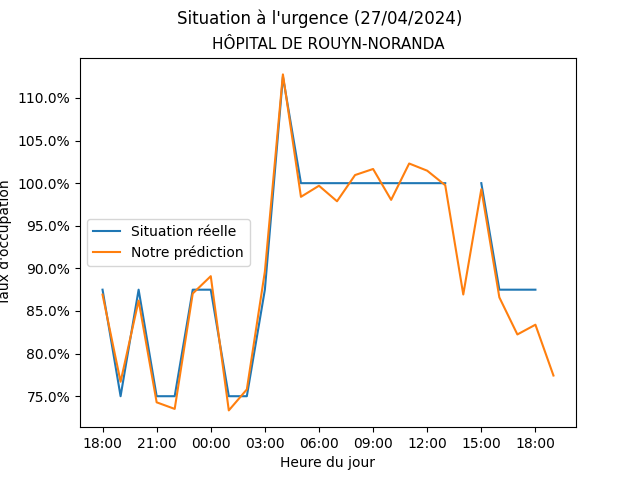 Situation à l'urgence (27/04/2024)
HÔPITAL DE ROUYN-NORANDA
110.0%
105.0%
100.0%
95.0%
90.0%
85.0%
80.0%
75.0%
Taux d'occupation
Situation réelle
Notre prédiction
18:00 21:00 00:00 03:00 06:00 09:00 12:00 15:00 18:00
Heure du jour